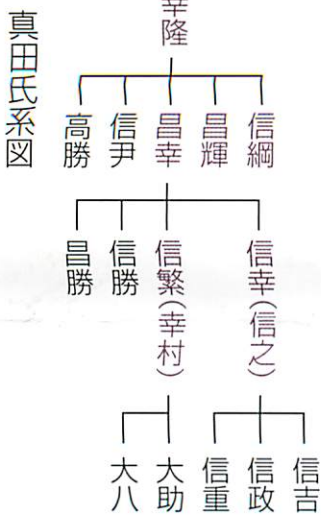 幸隆
信綱
昌輝
昌幸
信尹
高勝
信幸(信之)
信繁(幸村)
信勝
昌勝
信吉
信政
信重
大助
大八
真田氏系図